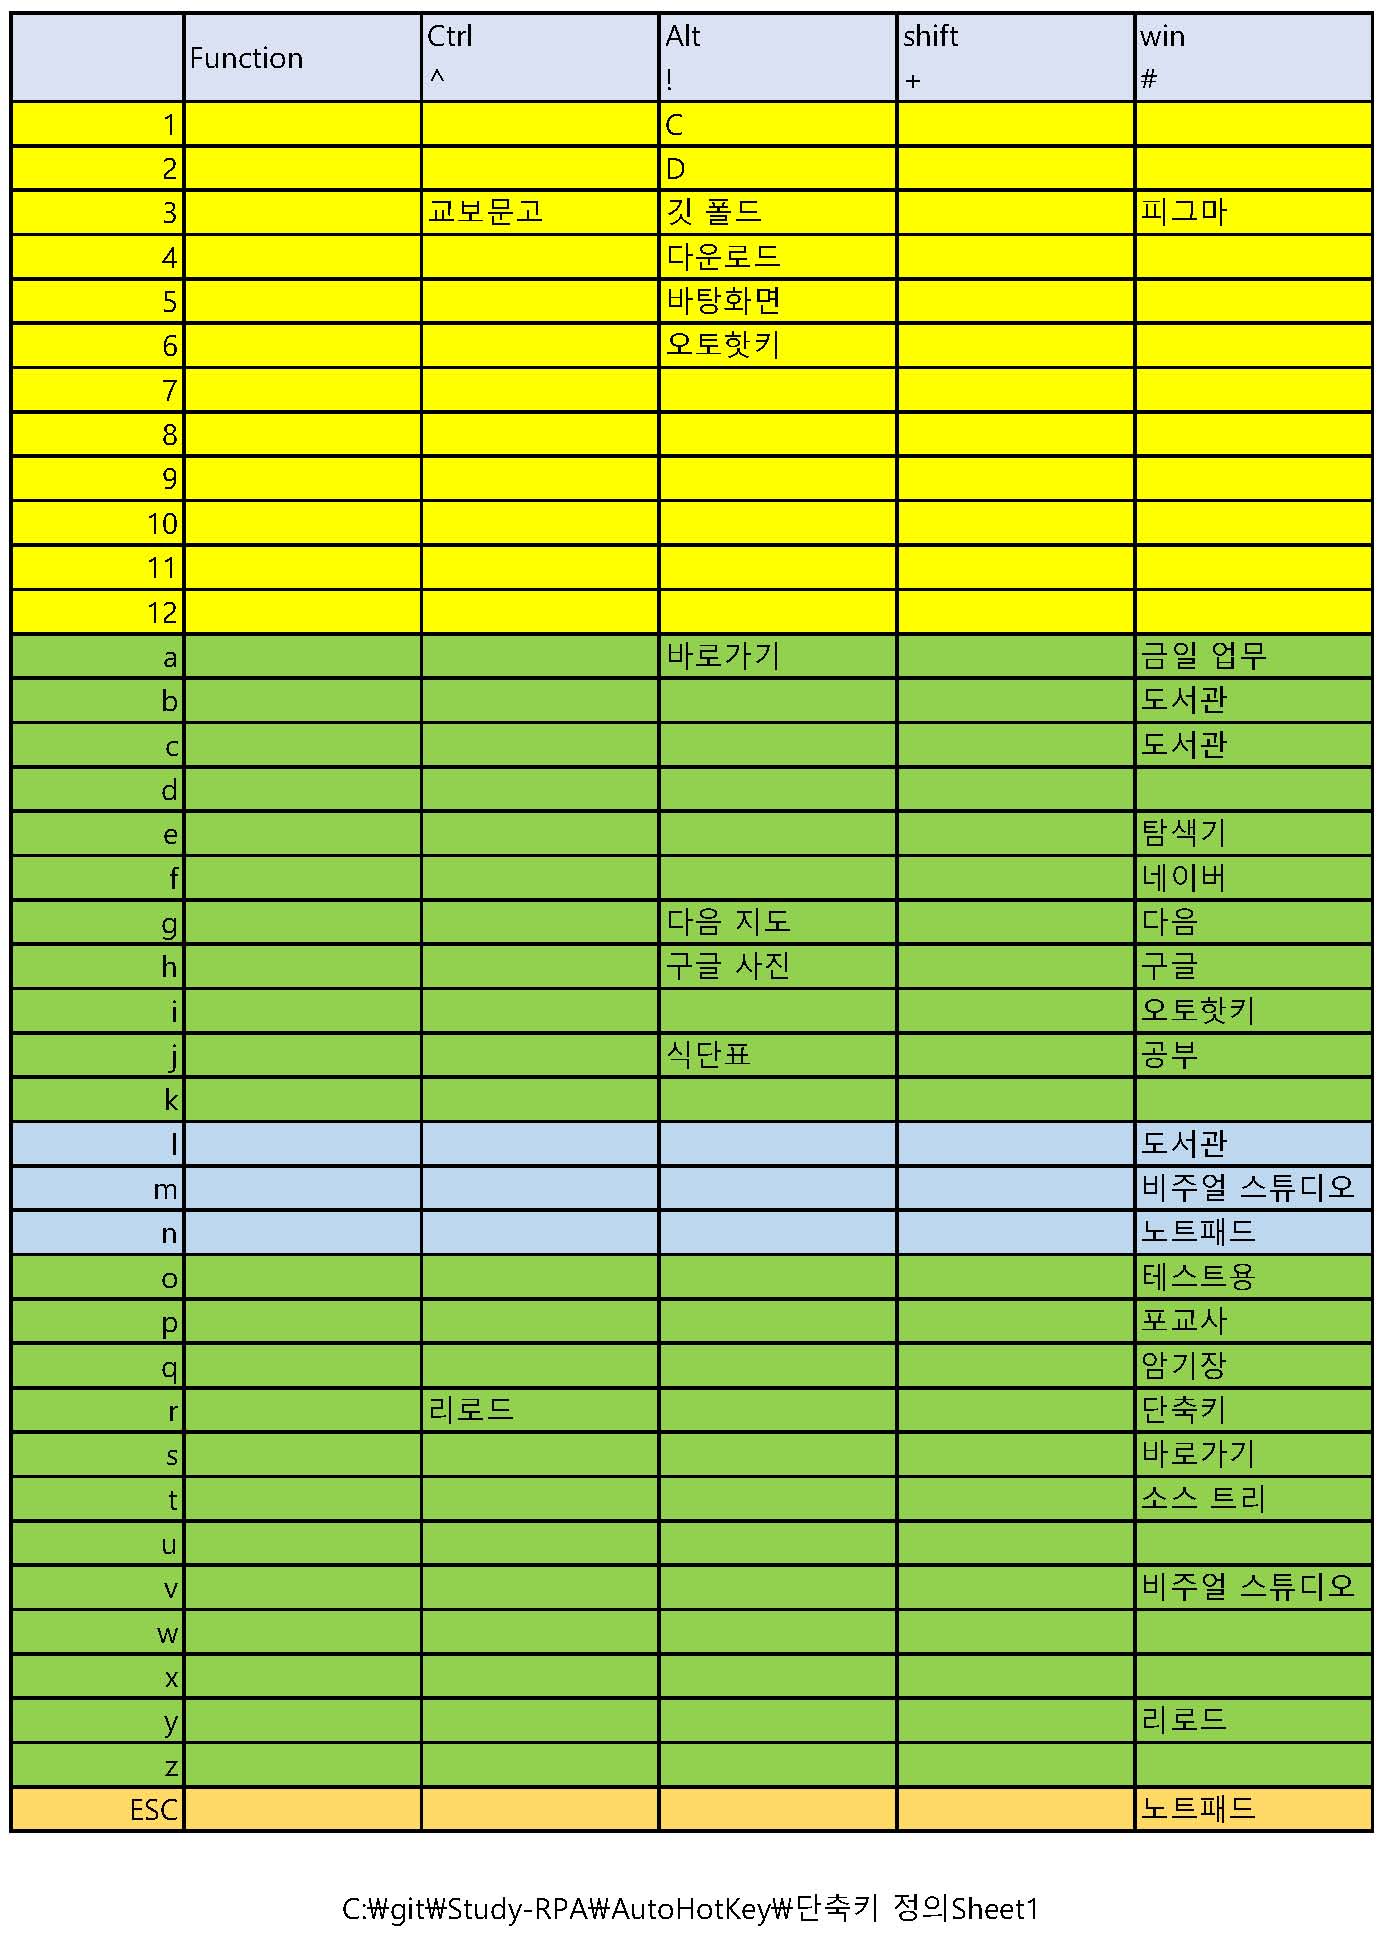 Function Ctrl Alt shift win
^ ! + #
1 C
2 D
3 교보문고 깃 폴드 피그마
4 다운로드
5 바탕화면
6 오토핫키
7
8
9
10
11
12
a 바로가기 금일 업무
b 도서관
c 도서관
d
e 탐색기
f 네이버
g 다음 지도 다음
h 구글 사진 구글
i 오토핫키
j 식단표 공부
k
l 도서관
m 비주얼 스튜디오
n 노트패드
o 테스트용
p 포교사
q 암기장
r 리로드 단축키
s 바로가기
t 소스 트리
u
v 비주얼 스튜디오
w
x
y 리로드
z
ESC 노트패드
C:₩git₩Study-RPA₩AutoHotKey₩단축키 정의Sheet1